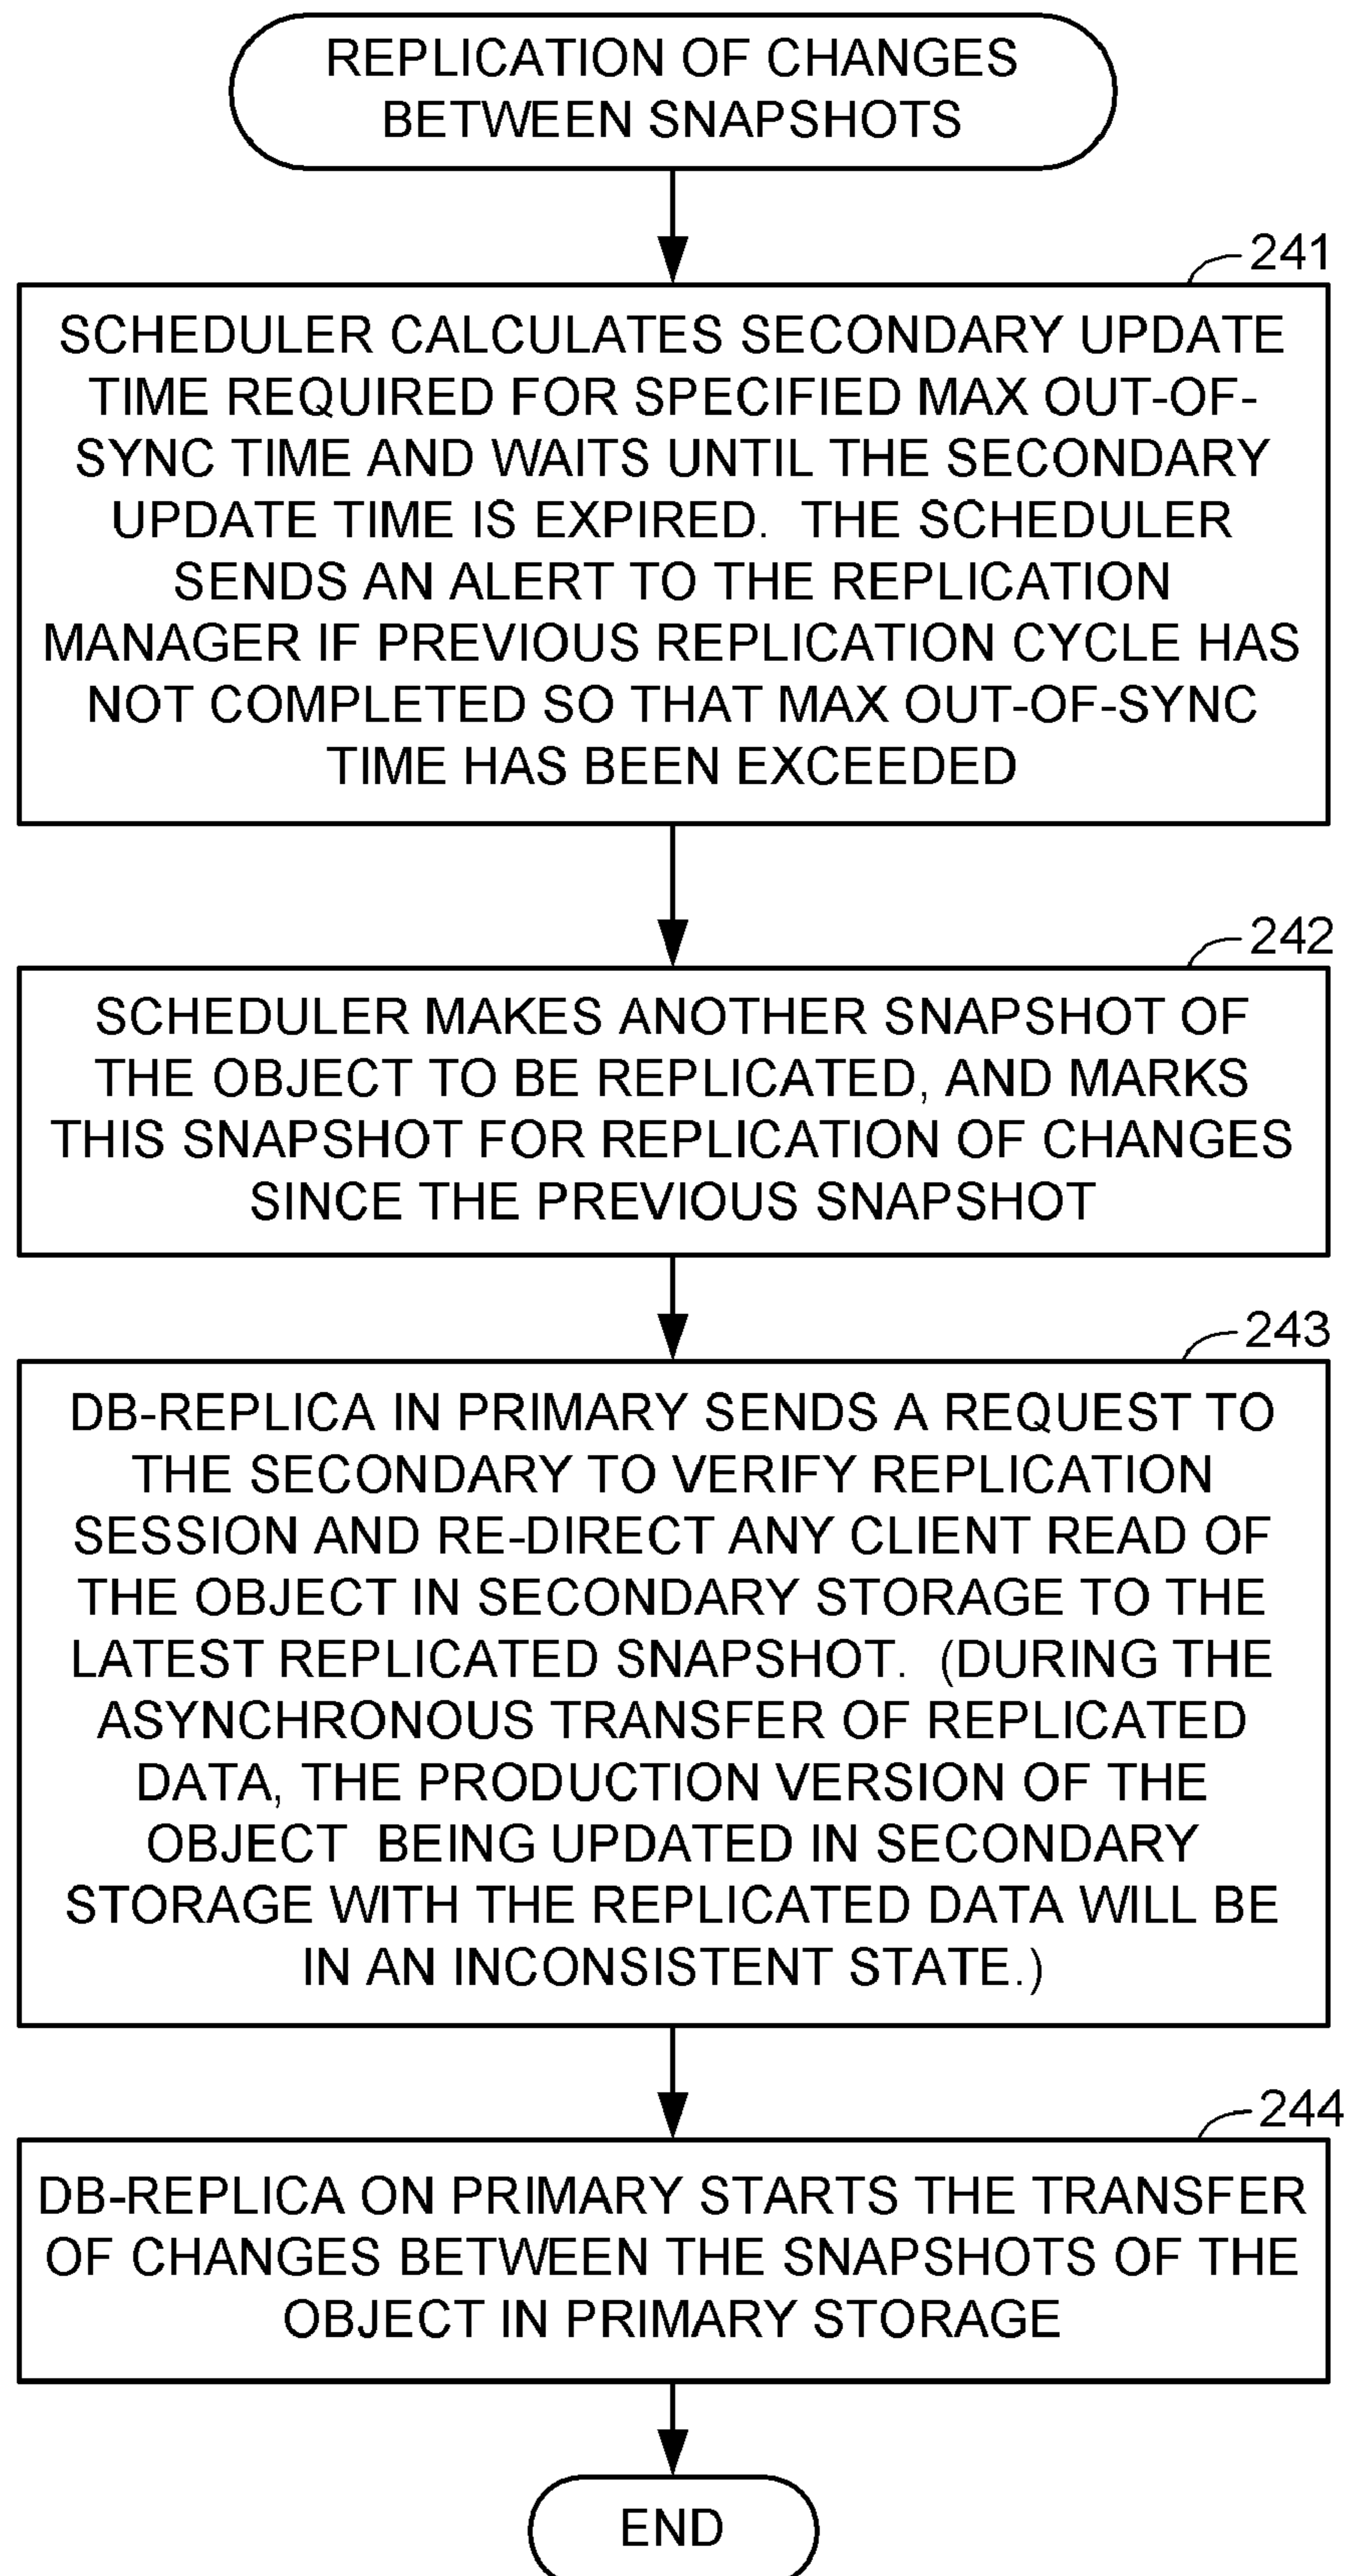 REPLICATION OF CHANGES
BETWEEN SNAPSHOTS
241
SCHEDULER CALCULATES SECONDARY UPDATE
TIME REQUIRED FOR SPECIFIED MAX OUT-OF-
SYNC TIME AND WAITS UNTIL THE SECONDARY
UPDATE TIME IS EXPIRED.  THE SCHEDULER
SENDS AN ALERT TO THE REPLICATION
MANAGER IF PREVIOUS REPLICATION CYCLE HAS
NOT COMPLETED SO THAT MAX OUT-OF-SYNC
TIME HAS BEEN EXCEEDED
242
SCHEDULER MAKES ANOTHER SNAPSHOT OF
THE OBJECT TO BE REPLICATED, AND MARKS
THIS SNAPSHOT FOR REPLICATION OF CHANGES
SINCE THE PREVIOUS SNAPSHOT
243
DB-REPLICA IN PRIMARY SENDS A REQUEST TO
THE SECONDARY TO VERIFY REPLICATION
SESSION AND RE-DIRECT ANY CLIENT READ OF
THE OBJECT IN SECONDARY STORAGE TO THE
LATEST REPLICATED SNAPSHOT.  (DURING THE
ASYNCHRONOUS TRANSFER OF REPLICATED
DATA, THE PRODUCTION VERSION OF THE
OBJECT  BEING UPDATED IN SECONDARY
STORAGE WITH THE REPLICATED DATA WILL BE
IN AN INCONSISTENT STATE.)
244
DB-REPLICA ON PRIMARY STARTS THE TRANSFER
OF CHANGES BETWEEN THE SNAPSHOTS OF THE
OBJECT IN PRIMARY STORAGE
END